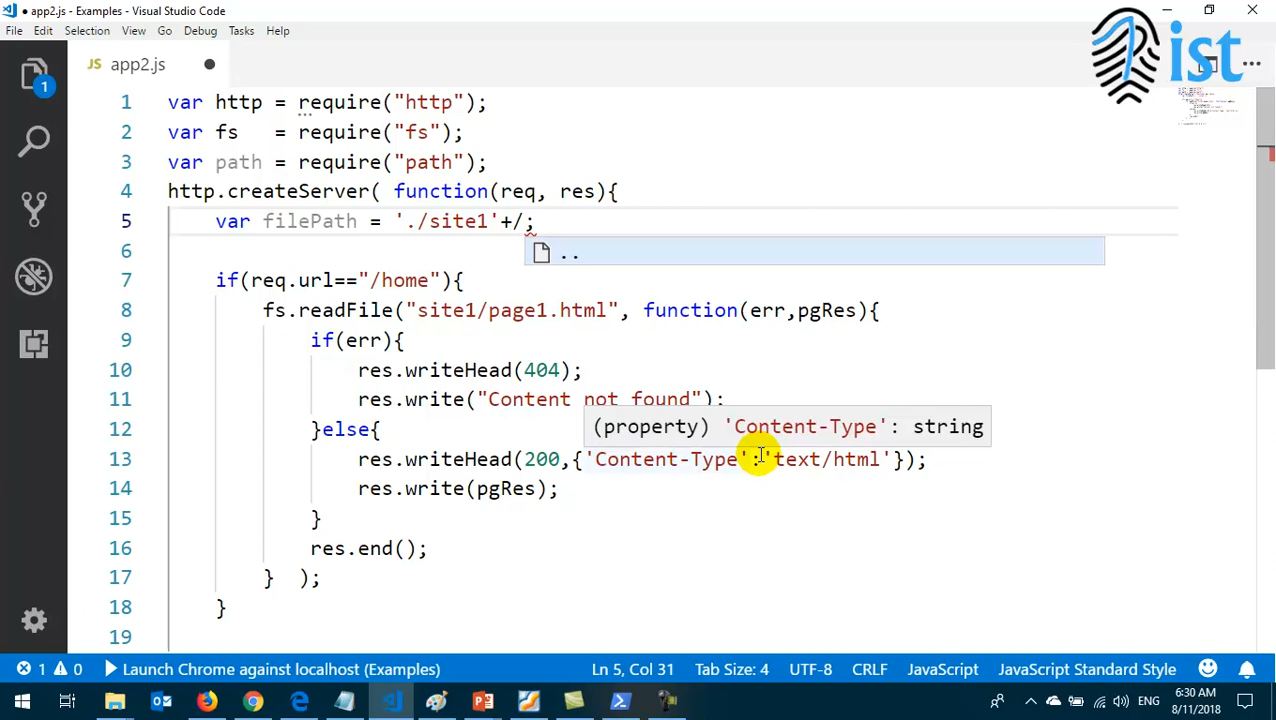 app2.js - Examples - Visual Studio Code
File Edit Selection View Go Debug Tasks Help
ist
JS app2.js
1
1 var http = require("http");
2 var fs   = require("fs");
3 var path = require("path");
4 http.createServer( function(req, res){
5 var filePath = './site1'+/;
..
6
7 if(req.url=="/home"){
8 fs.readFile("site1/page1.html", function(err,pgRes){
9 if(err){
10 res.writeHead(404);
11 res.write("Content not found");
(property) 'Content-Type': string
12 }else{
13 res.writeHead(200,{'Content-Type':'text/html'});
14 res.write(pgRes);
15 }
16 res.end();
17 }  );
18 }
19
1 0 Launch Chrome against localhost (Examples) Ln 5, Col 31 Tab Size: 4 UTF-8 CRLF JavaScript JavaScript Standard Style
ENG 6:30 AM
8/11/2018